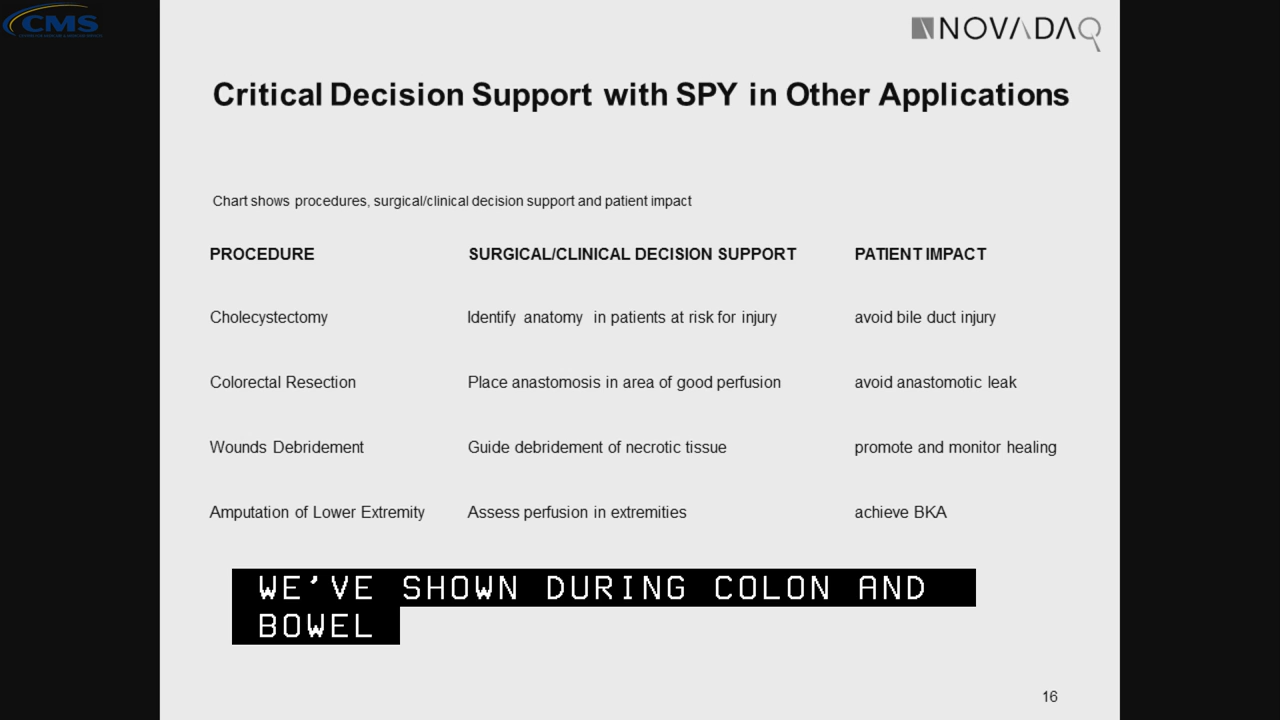 CMS
NOVADAQ
Critical Decision Support with SPY in Other Applications
Chart shows procedures, surgical/clinical decision support and patient impact
PROCEDURE SURGICAL/CLINICAL DECISION SUPPORT PATIENT IMPACT
Cholecystectomy Identify anatomy in patients at risk for injury avoid bile duct injury
Colorectal Resection Place anastomosis in area of good perfusion avoid anastomotic leak
Wounds Debridement Guide debridement of necrotic tissue promote and monitor healing
Amputation of Lower Extremity Assess perfusion in extremities achieve BKA
WE'VE SHOWN DURING COLON AND
BOWEL
16